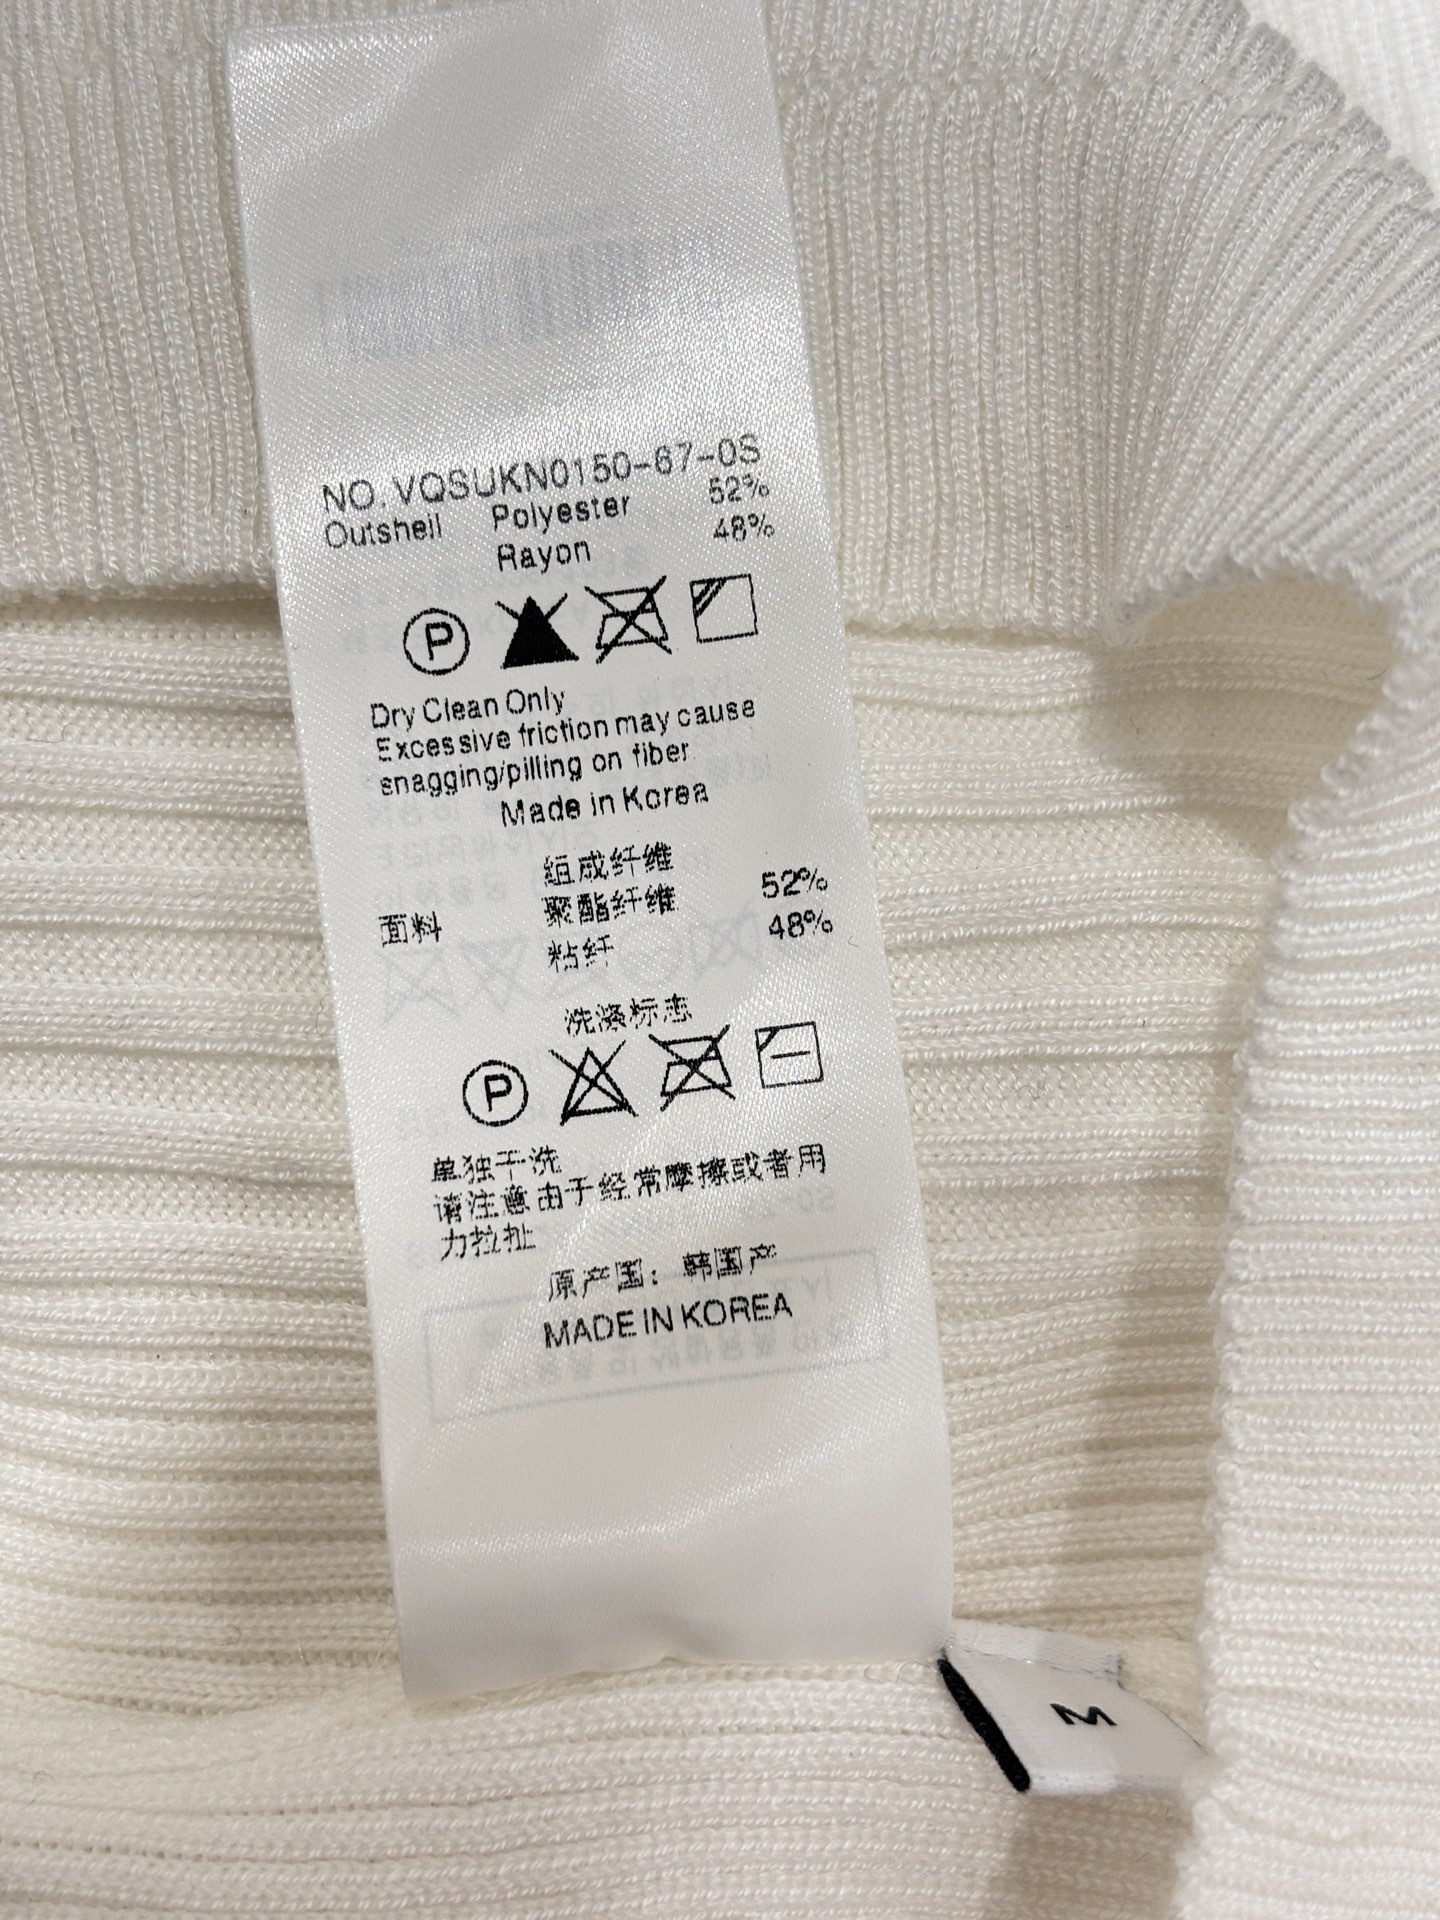 NO. VQSUKN0150-67-0S
Outshell Polyester 52%
Rayon 48%
P
Dry Clean Only
Excessive friction may cause
snagging/pilling on fiber
Made in Korea
组成纤维
面料 聚酯纤维 52%
粘纤 48%
洗涤标志
P
单独干洗
请注意由于经常摩擦或者用
力拉扯
原产国：韩国产
MADE IN KOREA
M